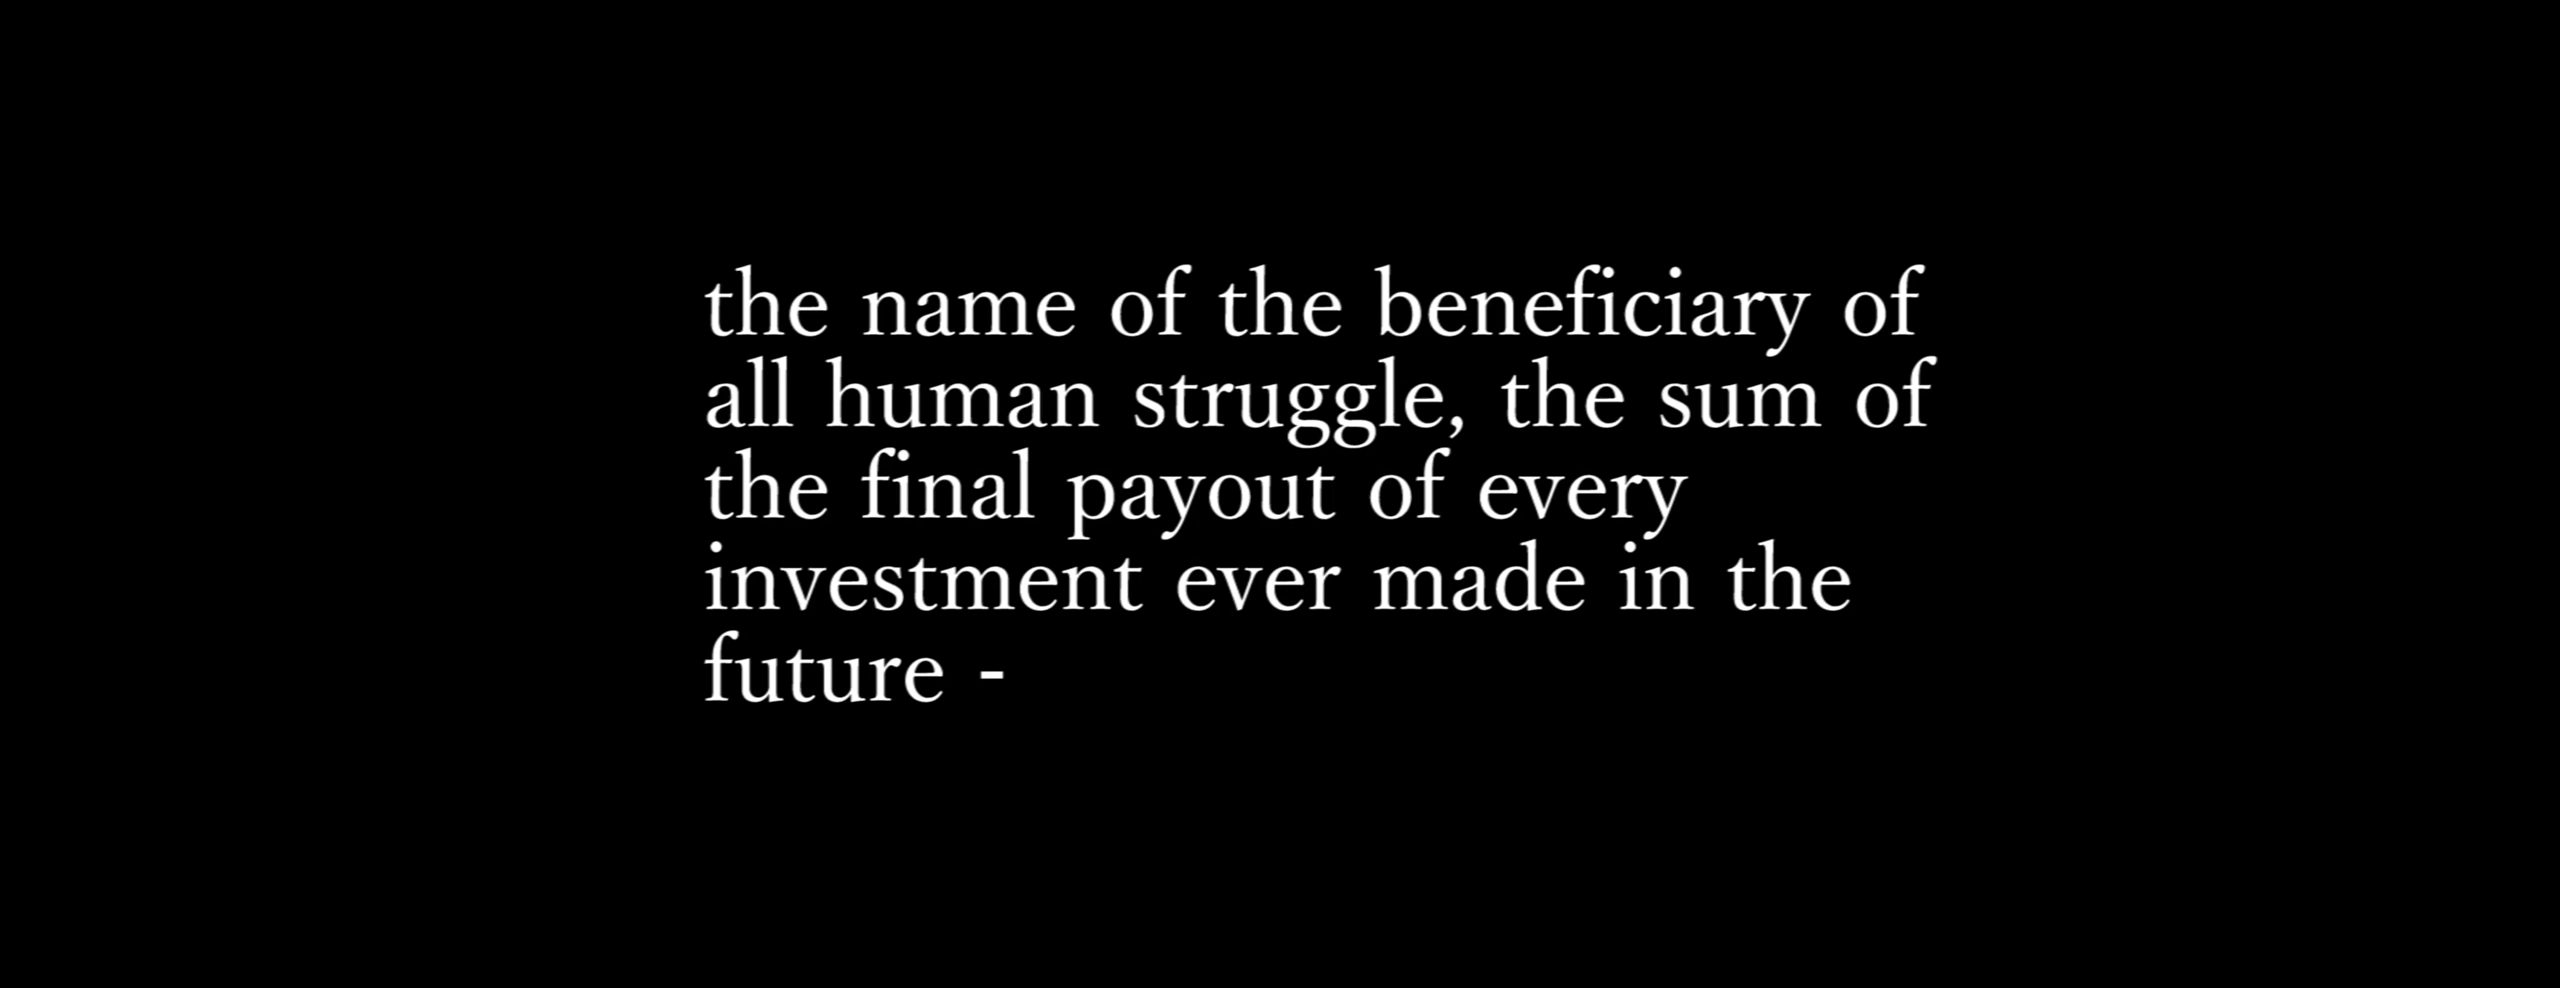 the name of the beneficiary of
all human struggle, the sum of
the final payout of every
investment ever made in the
future -